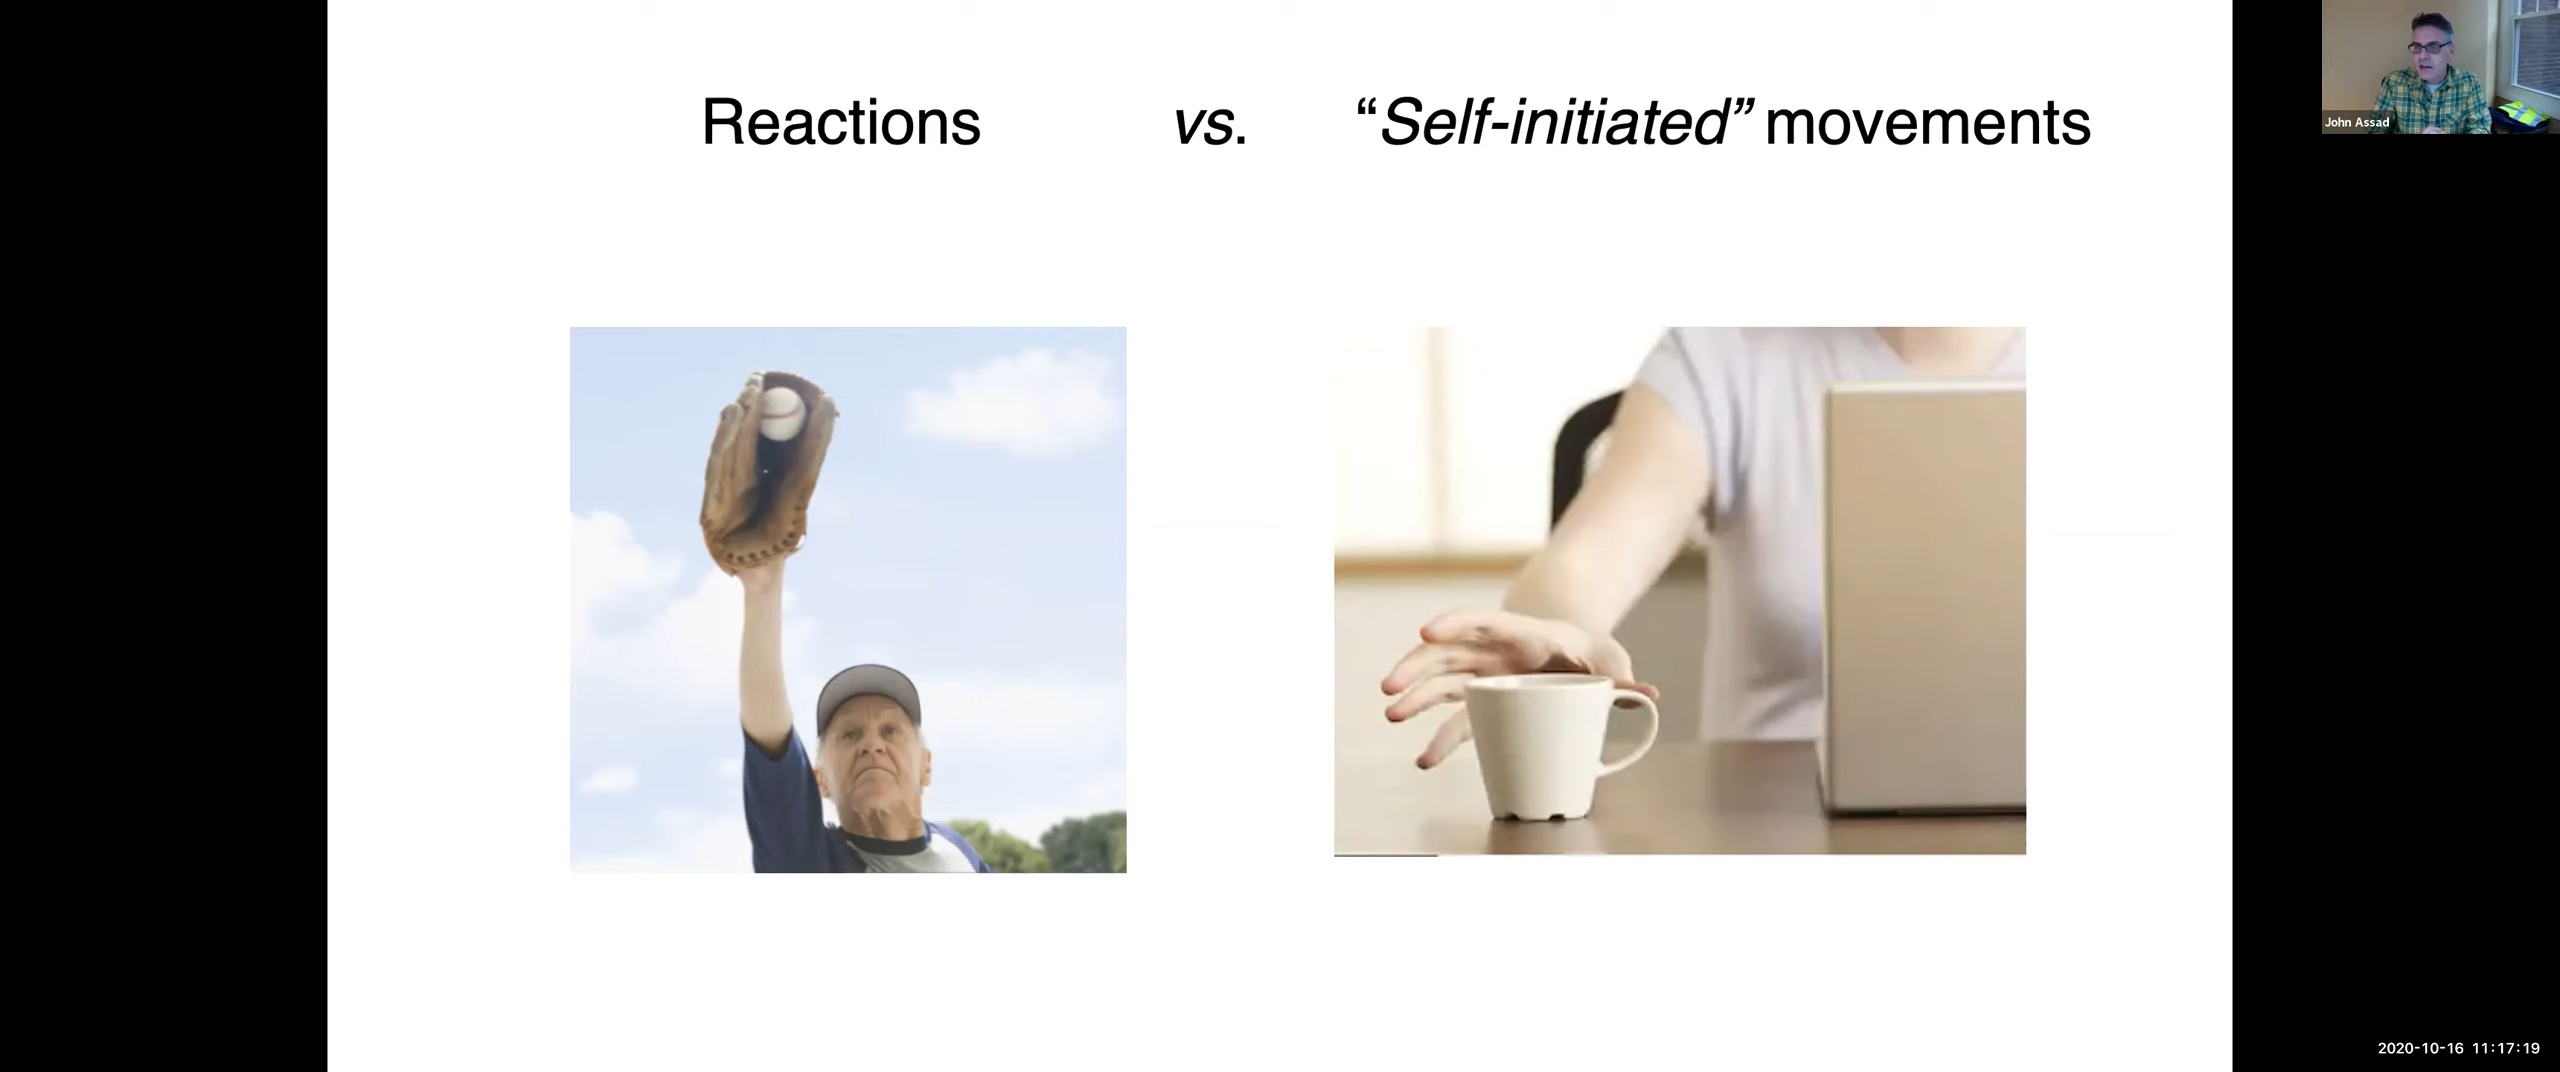 Reactions vs. “Self-initiated” movements
John Assad
2020-10-16 11:17:19